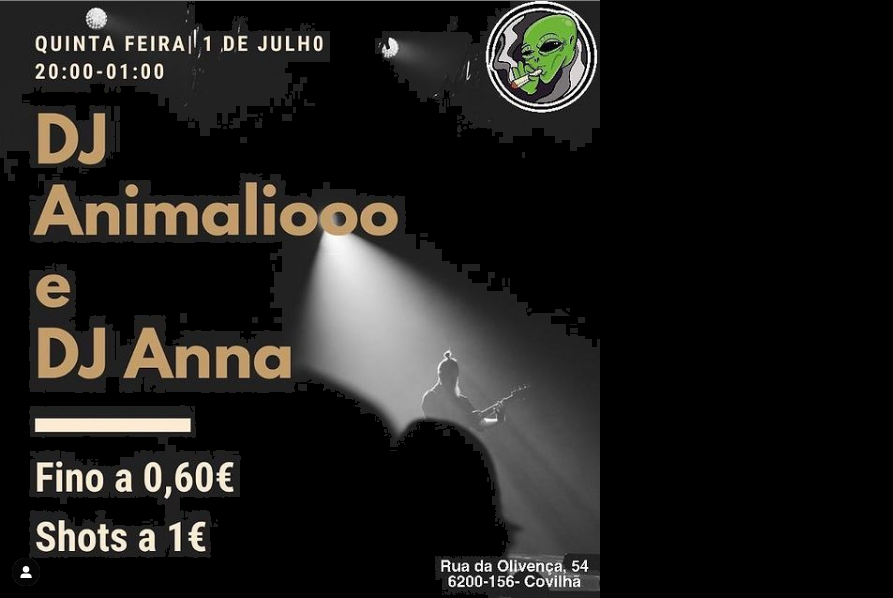 QUINTA FEIRA| 1 DE JULHO
20:00-01:00
DJ
Animaliooo
e
DJ Anna
Fino a 0,60€
Shots a 1€
Rua da Olivença, 54
6200-156- Covilhã